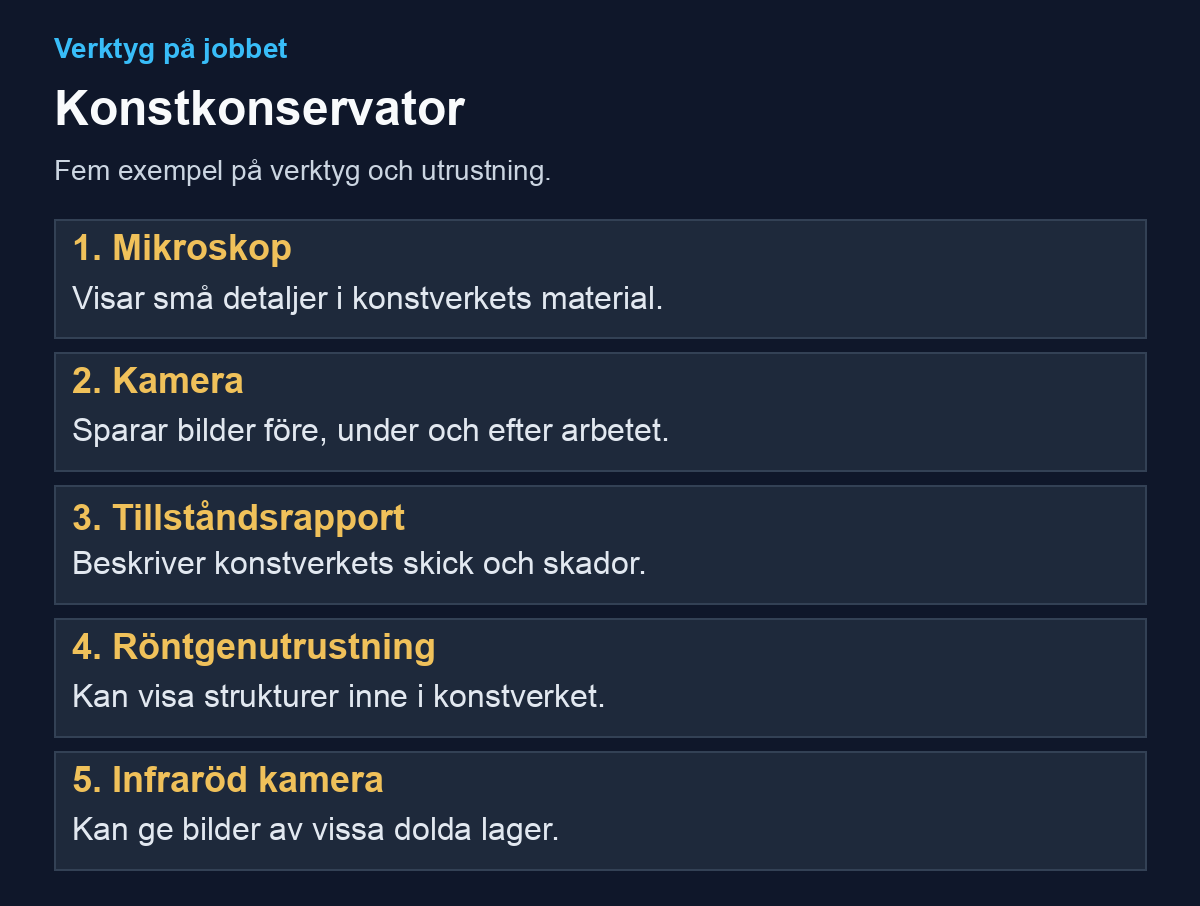 Verktyg på jobbet
Konstkonservator
Fem exempel på verktyg och utrustning.
1. Mikroskop
Visar små detaljer i konstverkets material.
2. Kamera
Sparar bilder före, under och efter arbetet.
3. Tillståndsrapport
Beskriver konstverkets skick och skador.
4. Röntgenutrustning
Kan visa strukturer inne i konstverket.
5. Infraröd kamera
Kan ge bilder av vissa dolda lager.